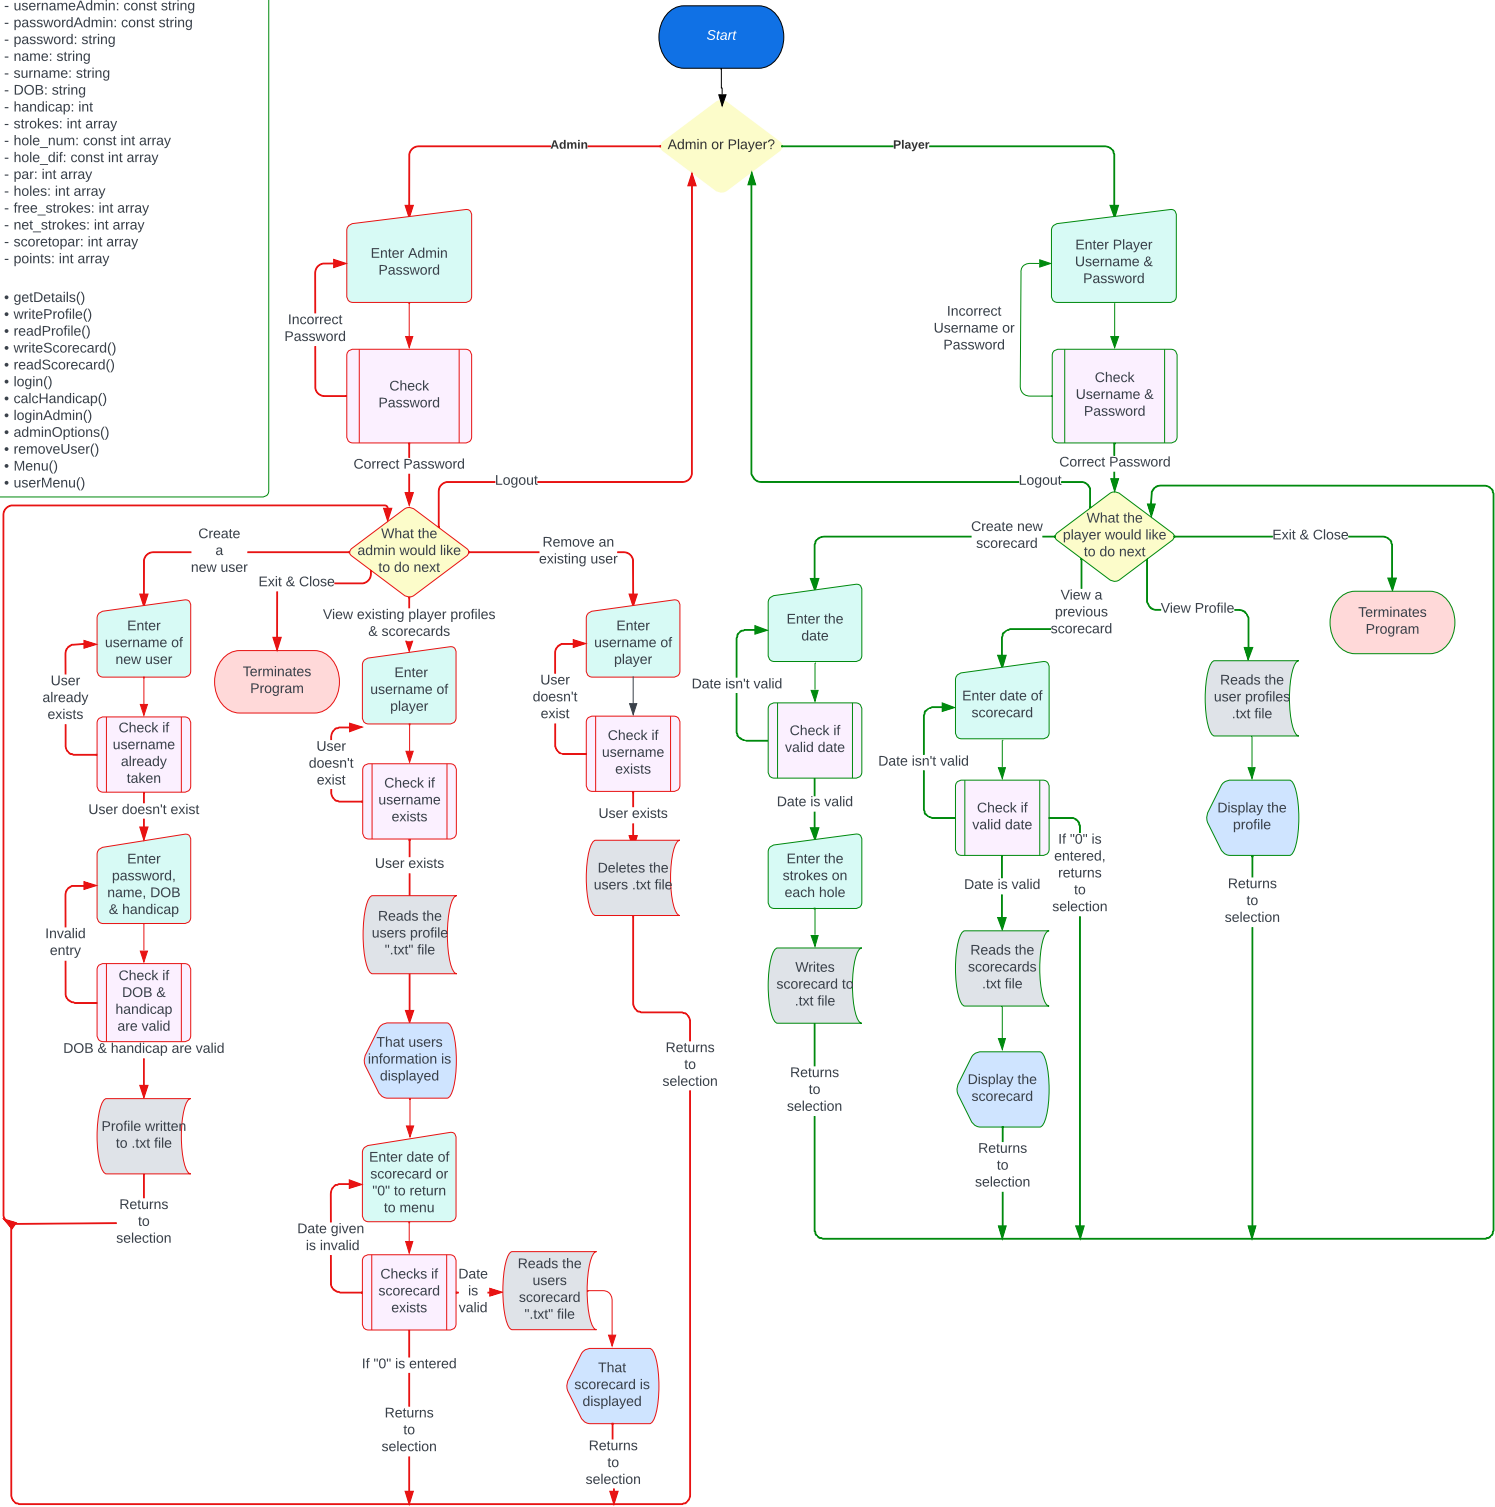 - usernameAdmin: const string
- passwordAdmin: const string
- password: string
- name: string
- surname: string
- DOB: string
- handicap: int
- strokes: int array
- hole_num: const int array
- hole_dif: const int array
- par: int array
- holes: int array
- free_strokes: int array
- net_strokes: int array
- scoretopar: int array
- points: int array
• getDetails()
• writeProfile()
• readProfile()
• writeScorecard()
• readScorecard()
• login()
• calcHandicap()
• loginAdmin()
• adminOptions()
• removeUser()
• Menu()
• userMenu()
Start
Admin or Player?
Admin
Player
Enter Admin
Password
Incorrect
Password
Check
Password
Correct Password
Logout
What the
admin would like
to do next
Create
a
new user
Exit & Close
Terminates
Program
View existing player profiles
& scorecards
Remove an
existing user
Enter
username of
new user
User
already
exists
Check if
username
already
taken
User doesn't exist
Enter
password,
name, DOB
& handicap
Invalid
entry
Check if
DOB &
handicap
are valid
DOB & handicap are valid
Profile written
to .txt file
Returns
to
selection
Enter
username of
player
User
doesn't
exist
Check if
username
exists
User exists
Reads the
users profile
".txt" file
That users
information is
displayed
Enter date of
scorecard or
"0" to return
to menu
Date given
is invalid
Checks if
scorecard
exists
Date
is
valid
Reads the
users
scorecard
".txt" file
That
scorecard is
displayed
Returns
to
selection
If "0" is entered
Returns
to
selection
Enter
username of
player
User
doesn't
exist
Check if
username
exists
User exists
Deletes the
users .txt file
Returns
to
selection
Enter Player
Username &
Password
Incorrect
Username or
Password
Check
Username &
Password
Correct Password
Logout
What the
player would like
to do next
Create new
scorecard
View a
previous
scorecard
View Profile
Exit & Close
Terminates
Program
Enter the
date
Date isn't valid
Check if
valid date
Date is valid
Enter the
strokes on
each hole
Writes
scorecard to
.txt file
Returns
to
selection
Enter date of
scorecard
Date isn't valid
Check if
valid date
If "0" is
entered,
returns
to
selection
Date is valid
Reads the
scorecards
.txt file
Display the
scorecard
Returns
to
selection
Reads the
user profiles
.txt file
Display the
profile
Returns
to
selection